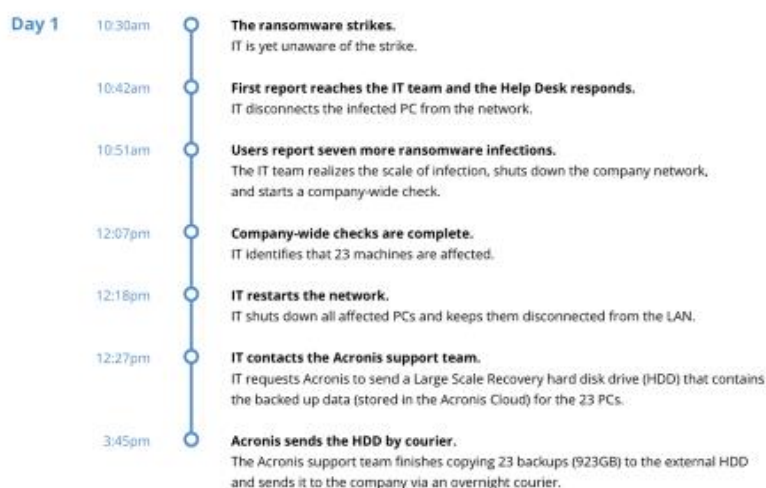 Day 1 10:30am The ransomware strikes.
IT is yet unaware of the strike.
10:42am First report reaches the IT team and the Help Desk responds.
IT disconnects the infected PC from the network.
10:51am Users report seven more ransomware infections.
The IT team realizes the scale of infection, shuts down the company network,
and starts a company-wide check.
12:07pm Company-wide checks are complete.
IT identifies that 23 machines are affected.
12:18pm IT restarts the network.
IT shuts down all affected PCs and keeps them disconnected from the LAN.
12:27pm IT contacts the Acronis support team.
IT requests Acronis to send a Large Scale Recovery hard disk drive (HDD) that contains
the backed up data (stored in the Acronis Cloud) for the 23 PCs.
3:45pm Acronis sends the HDD by courier.
The Acronis support team finishes copying 23 backups (923GB) to the external HDD
and sends it to the company via an overnight courier.